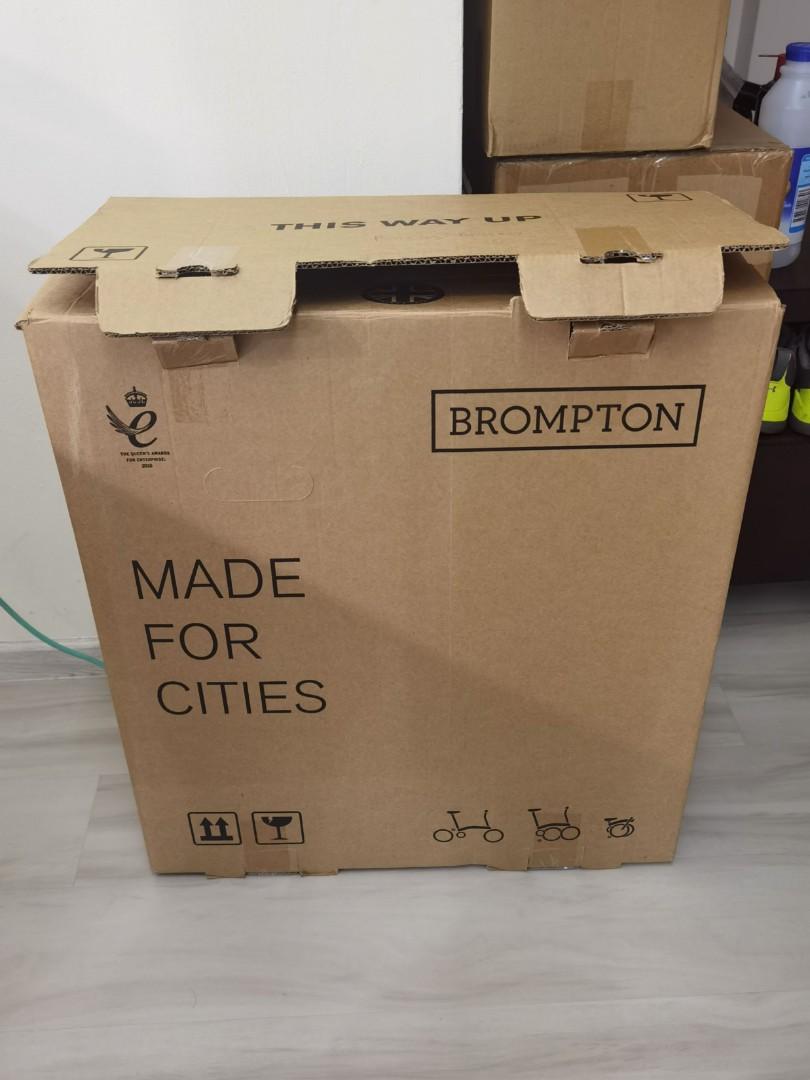 THIS WAY UP
BROMPTON
THE QUEEN'S AWARDS
FOR ENTERPRISE:
MADE
FOR
CITIES